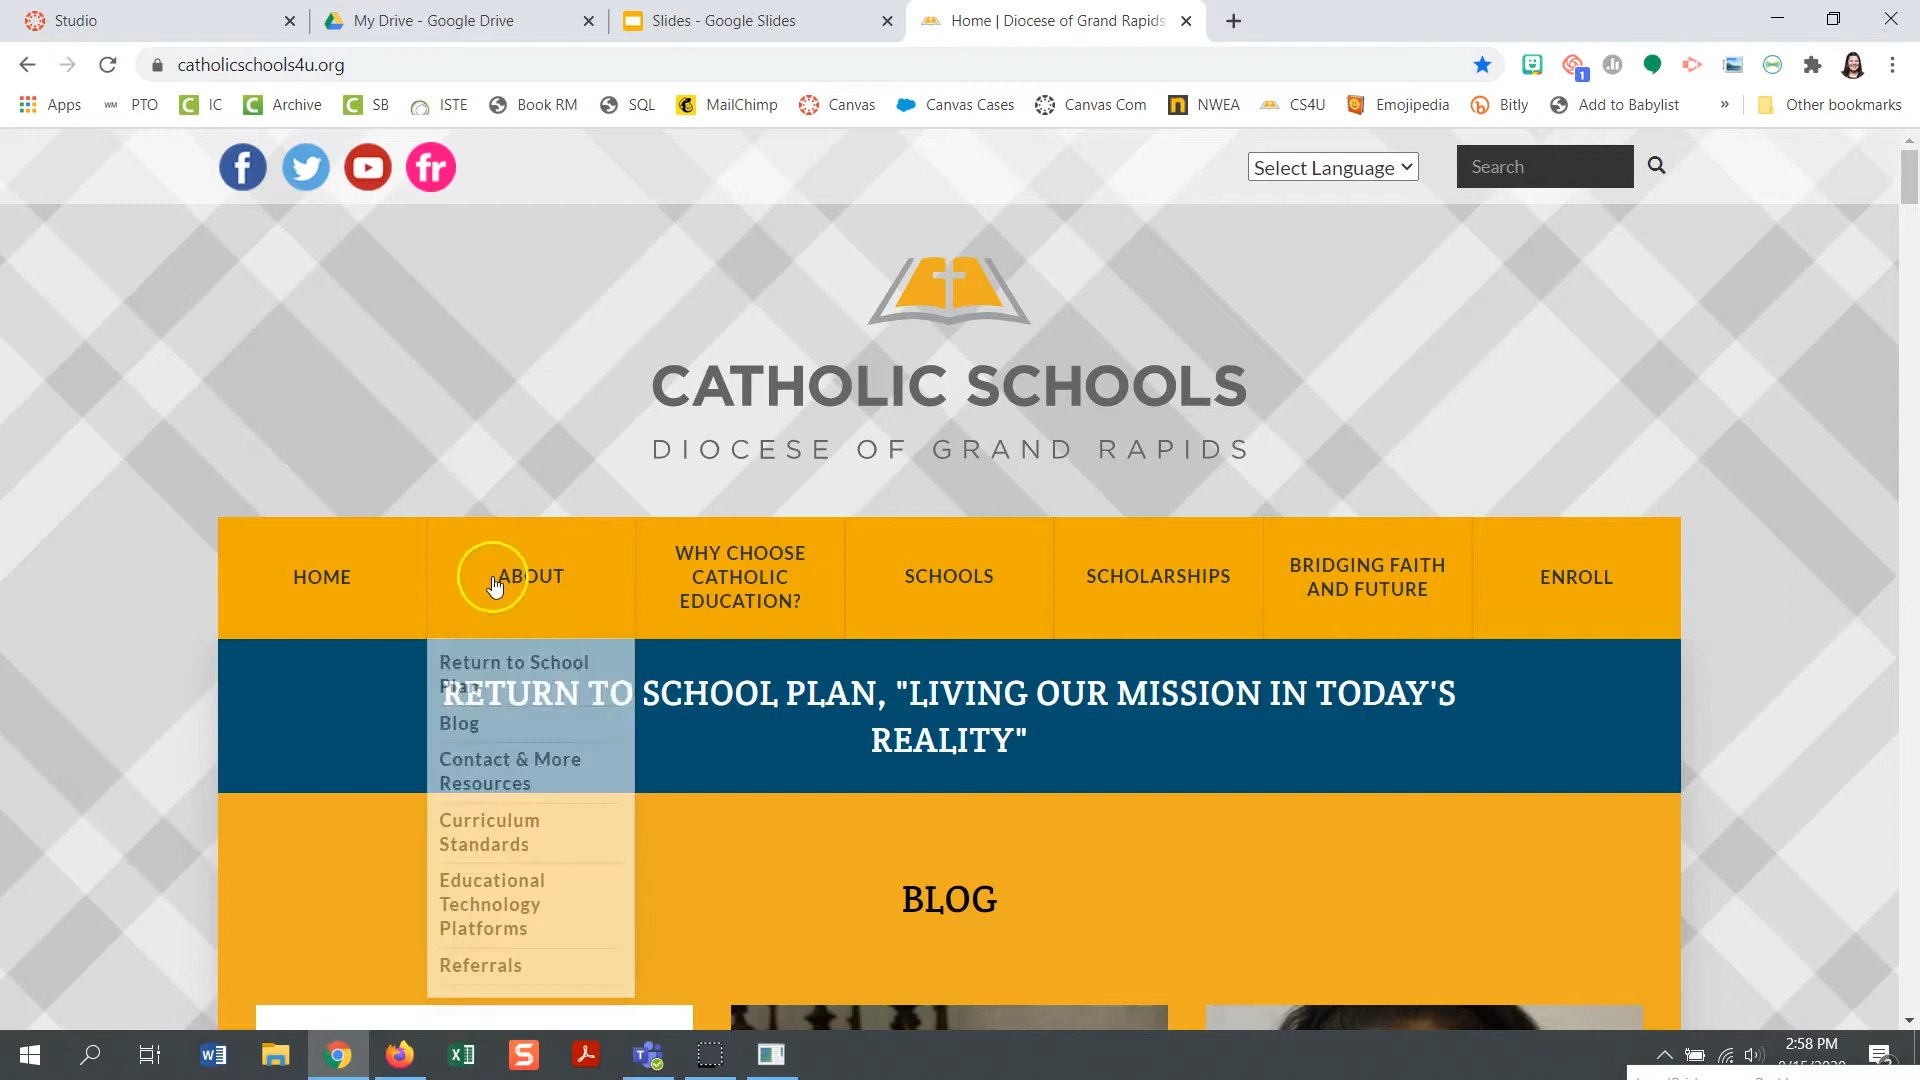 Studio
My Drive - Google Drive
Slides - Google Slides
Home | Diocese of Grand Rapids
catholicschools4u.org
1
Apps
PTO
IC
Archive
SB
ISTE
Book RM
SQL
MailChimp
Canvas
Canvas Cases
Canvas Com
NWEA
CS4U
Emojipedia
Bitly
Add to Babylist
Other bookmarks
fr
Select Language
Search
CATHOLIC SCHOOLS
DIOCESE OF GRAND RAPIDS
HOME
ABOUT
WHY CHOOSE
CATHOLIC
EDUCATION?
SCHOOLS
SCHOLARSHIPS
BRIDGING FAITH
AND FUTURE
ENROLL
Return to School
Plan
Blog
Contact & More
Resources
Curriculum
Standards
Educational
Technology
Platforms
Referrals
RETURN TO SCHOOL PLAN, "LIVING OUR MISSION IN TODAY'S
REALITY"
BLOG
2:58 PM